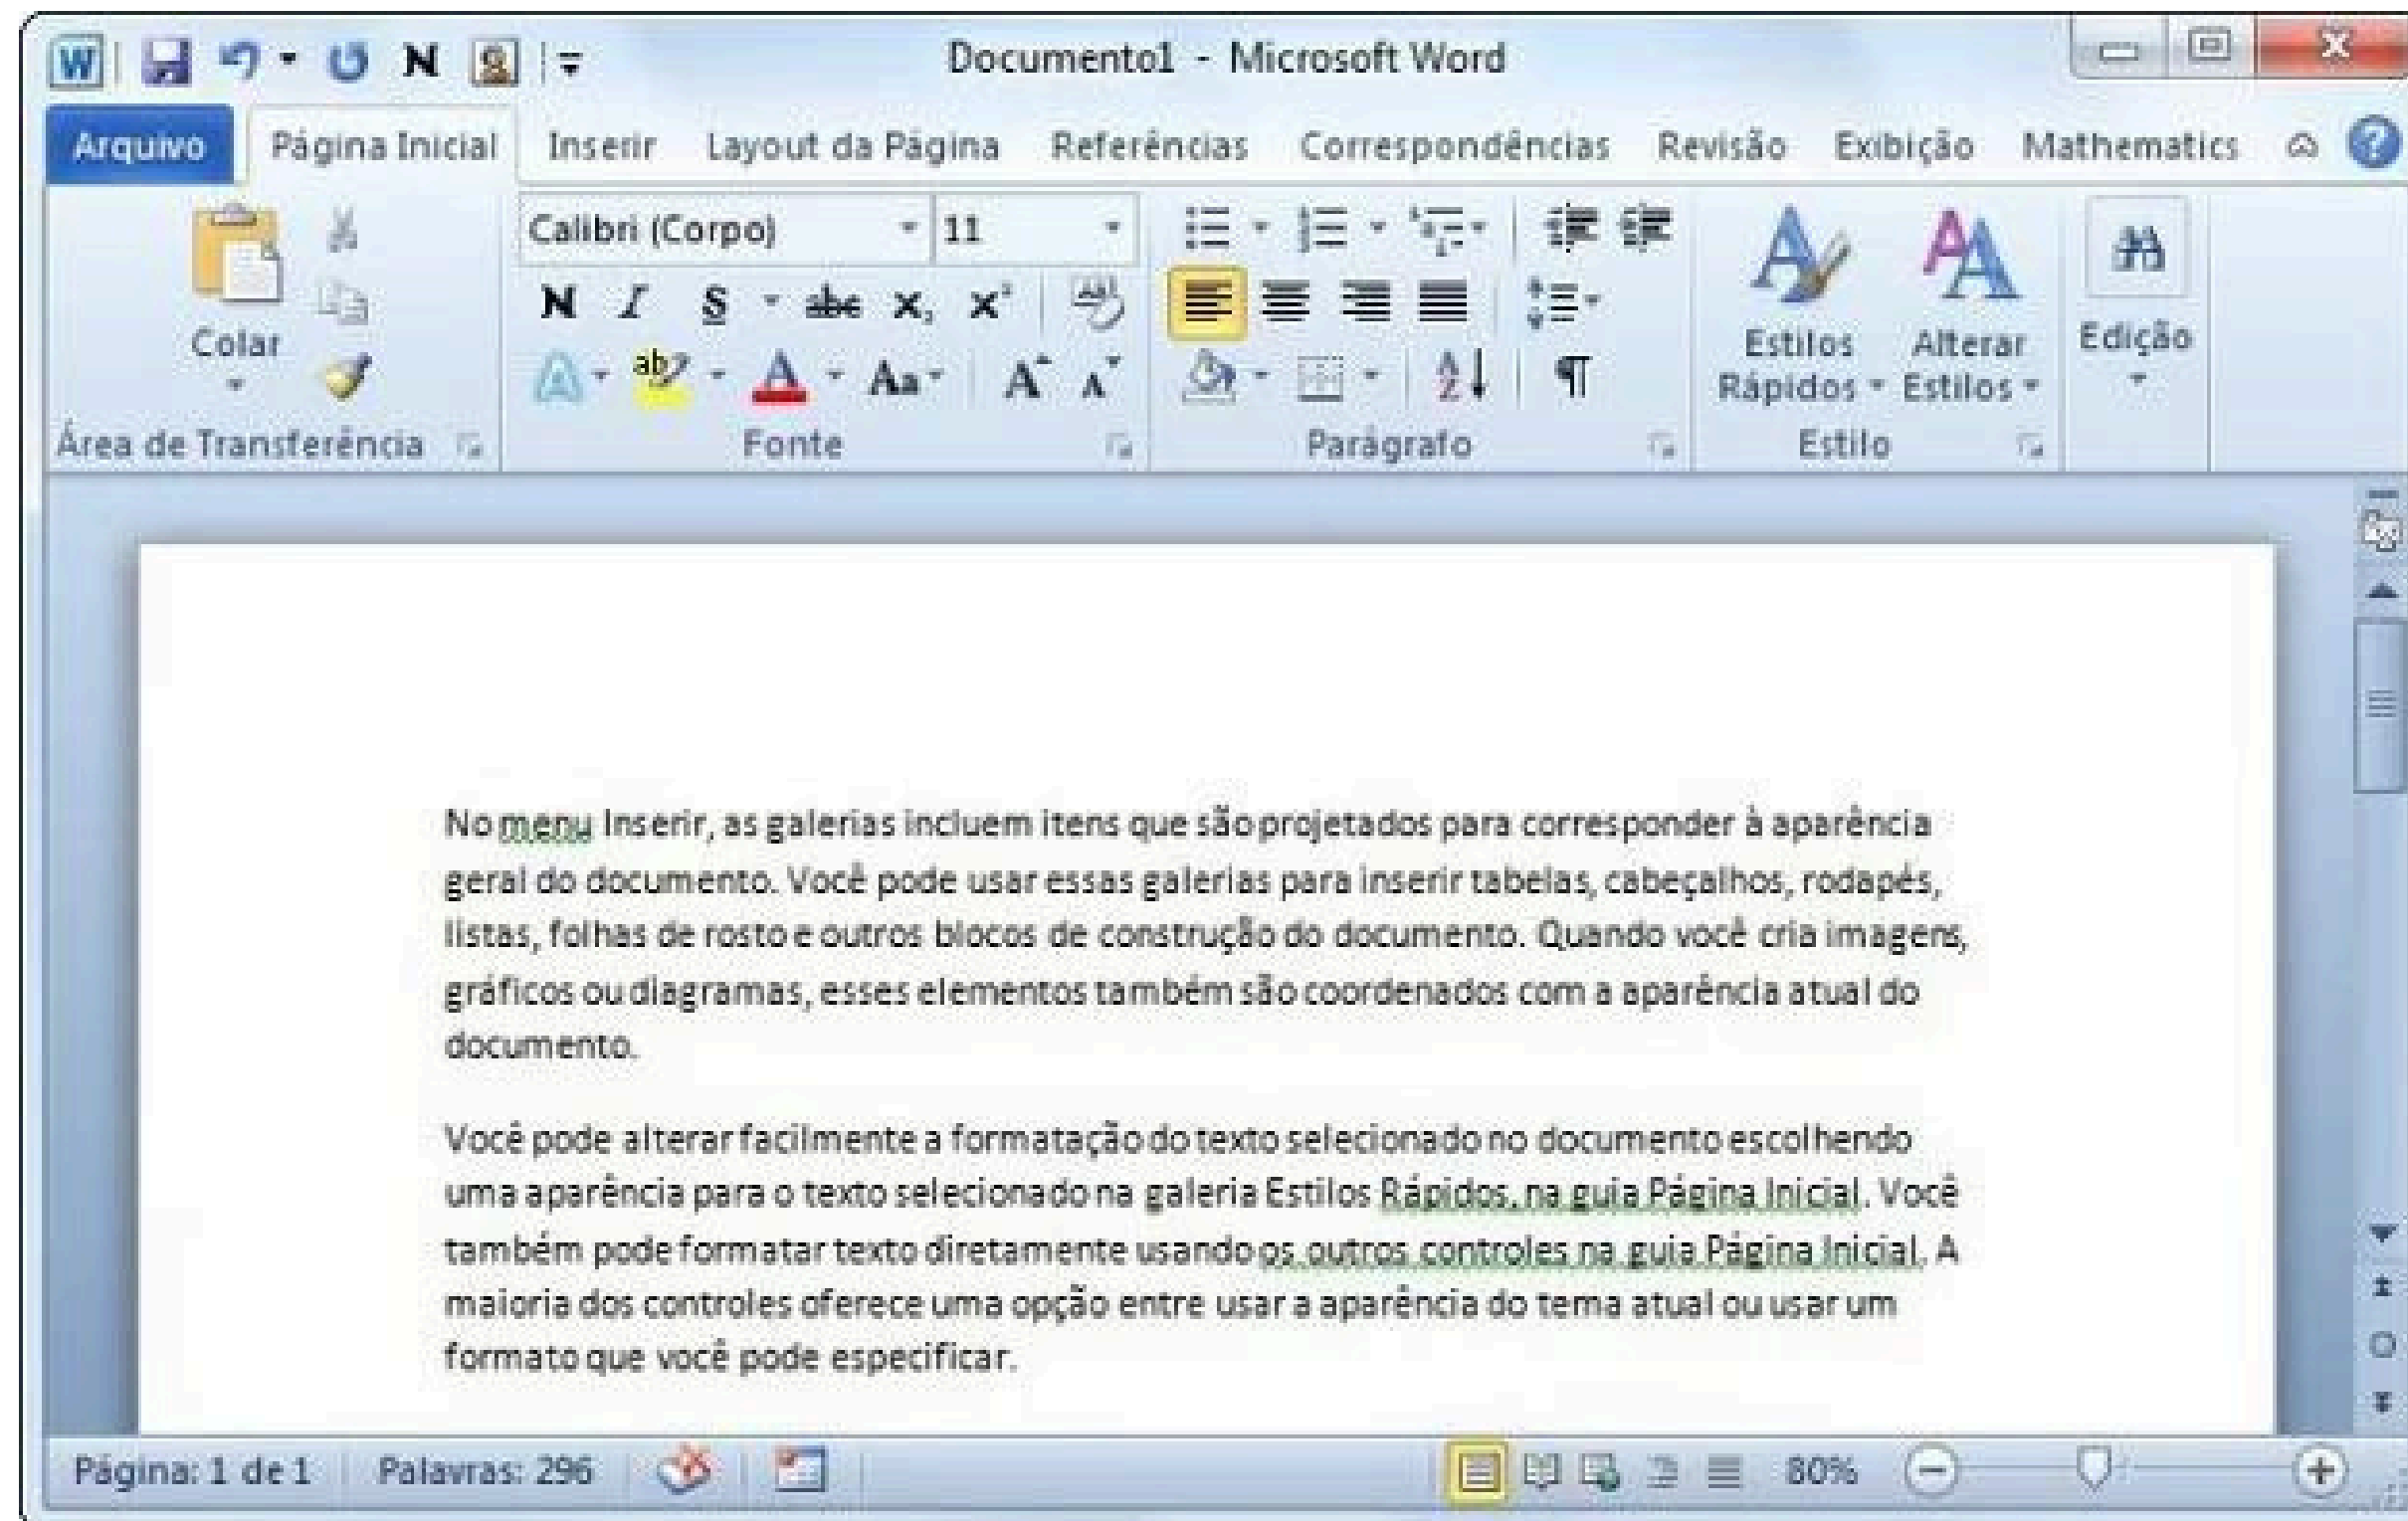 Documento1 - Microsoft Word
Arquivo Página Inicial Inserir Layout da Página Referências Correspondências Revisão Exibição Mathematics
Calibri (Corpo) 11
N I S abc x₂ x² 
Aa A A
Colar
Estilos Rápidos
Alterar Estilos
Edição
Área de Transferência Fonte Parágrafo Estilo
No menu Inserir, as galerias incluem itens que são projetados para corresponder à aparência
geral do documento. Você pode usar essas galerias para inserir tabelas, cabeçalhos, rodapés,
listas, folhas de rosto e outros blocos de construção do documento. Quando você cria imagens,
gráficos ou diagramas, esses elementos também são coordenados com a aparência atual do
documento.
Você pode alterar facilmente a formatação do texto selecionado no documento escolhendo
uma aparência para o texto selecionado na galeria Estilos Rápidos, na guia Página Inicial. Você
também pode formatar texto diretamente usando os outros controles na guia Página Inicial. A
maioria dos controles oferece uma opção entre usar a aparência do tema atual ou usar um
formato que você pode especificar.
Página: 1 de 1 Palavras: 296 80%